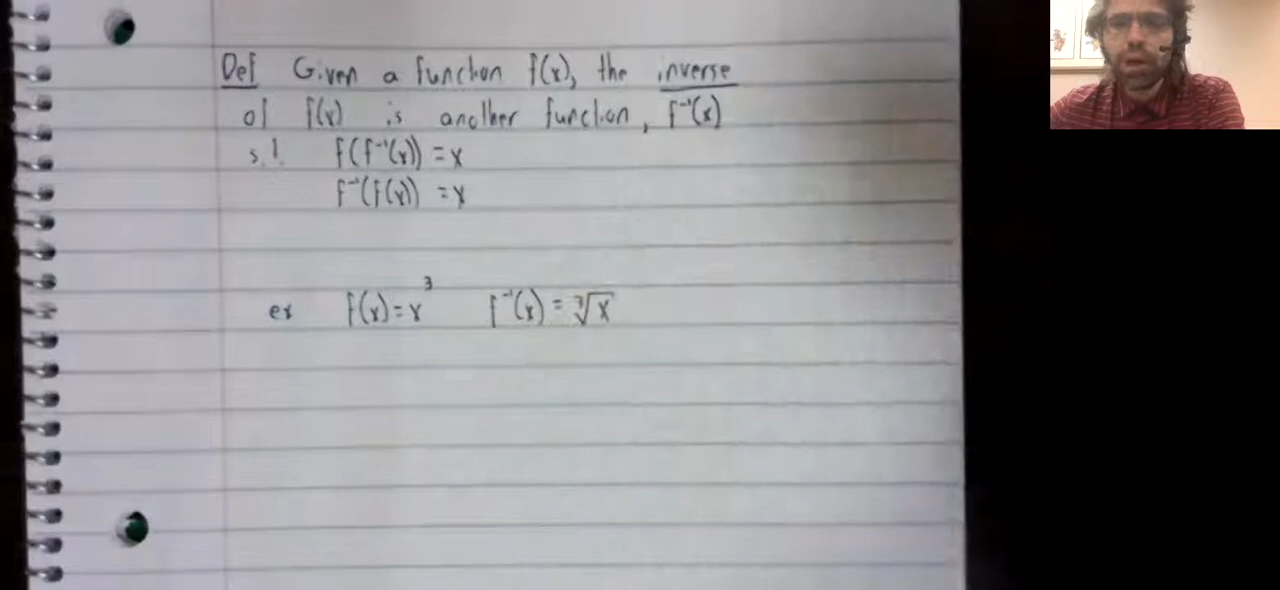 Def Given a function f(x), the inverse
of f(x) is another function, f⁻¹(x)
s.t. f(f⁻¹(x)) = x
f⁻¹(f(x)) = x
ex f(x) = x³ f⁻¹(x) = ∛x